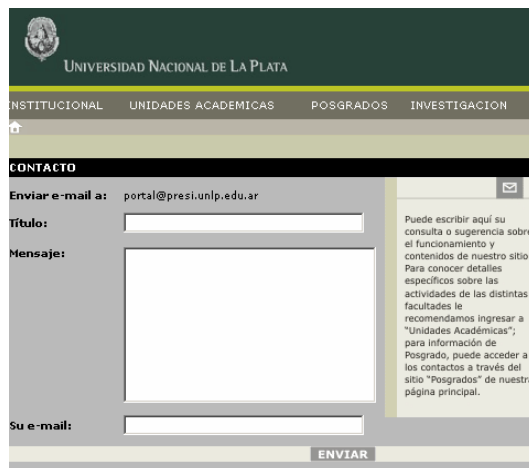 UNIVERSIDAD NACIONAL DE LA PLATA
INSTITUCIONAL UNIDADES ACADEMICAS POSGRADOS INVESTIGACION
CONTACTO
Enviar e-mail a: portal@presi.unlp.edu.ar
Título:
Mensaje:
Su e-mail:
ENVIAR
Puede escribir aquí su
consulta o sugerencia sobre
el funcionamiento y
contenidos de nuestro sitio.
Para conocer detalles
específicos sobre las
actividades de las distintas
facultades le
recomendamos ingresar a
"Unidades Académicas";
para información de
Posgrado, puede acceder a
los contactos a través del
sitio "Posgrados" de nuestra
página principal.